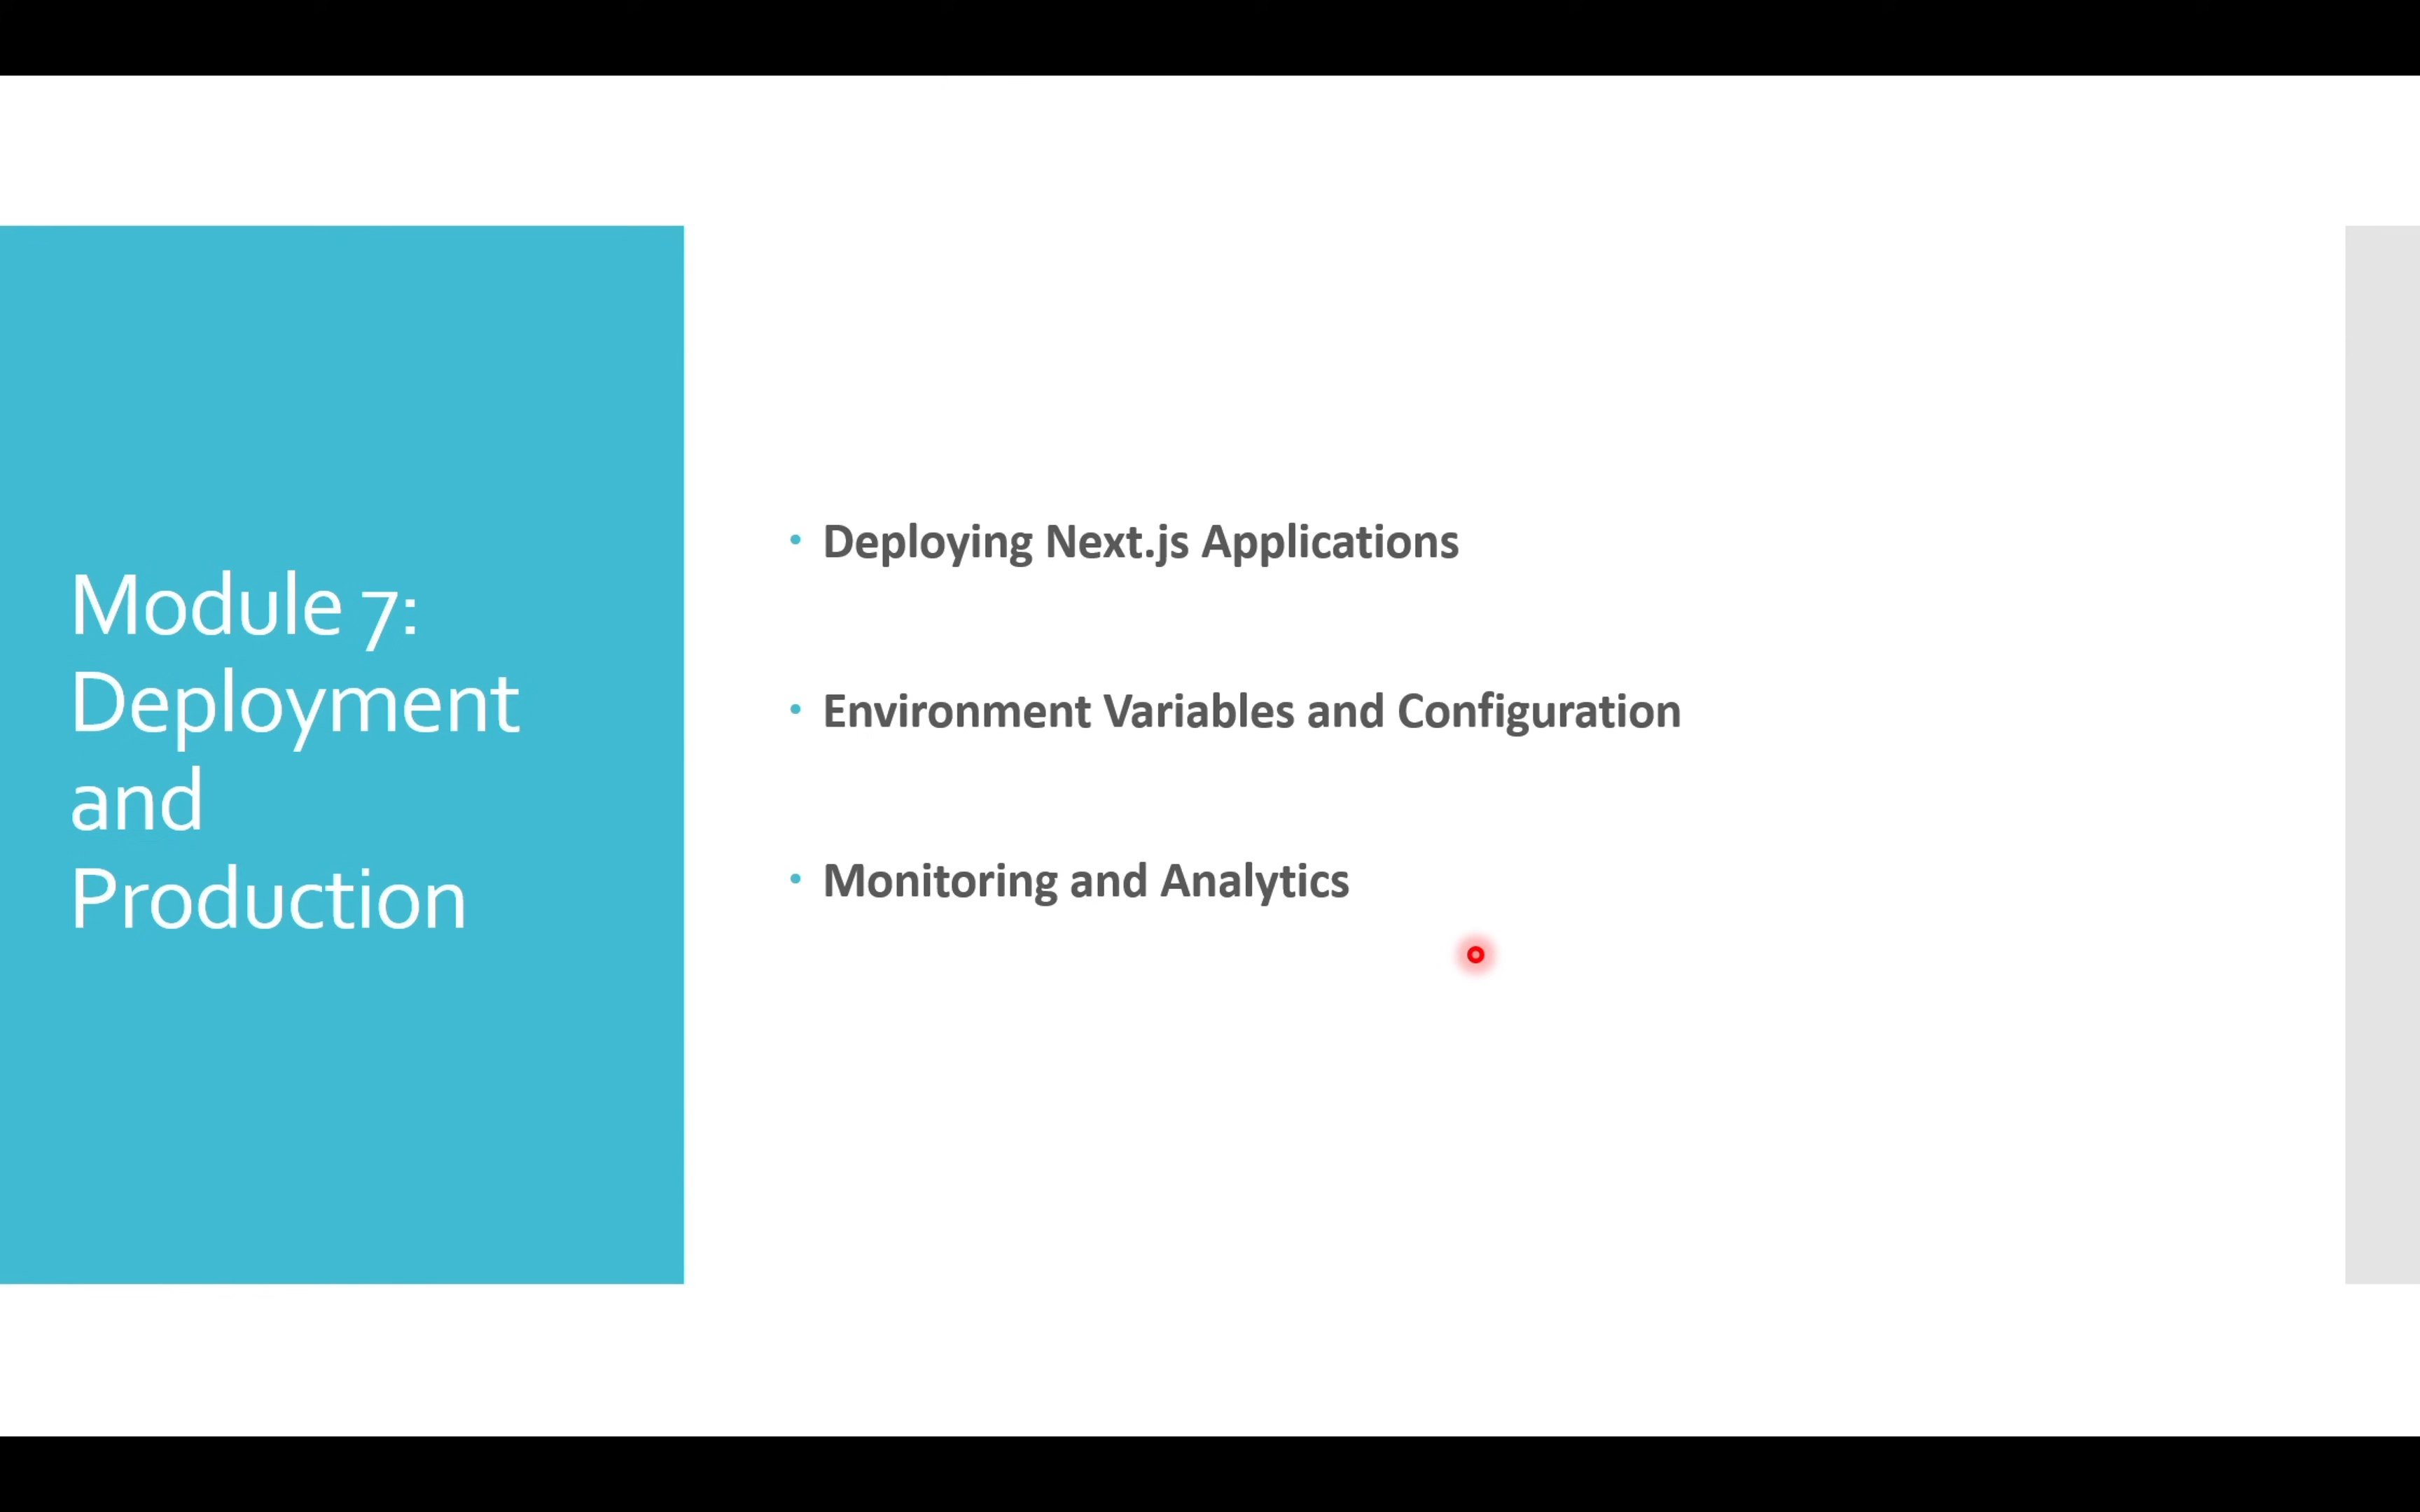 Module 7:
Deployment
and
Production
Deploying Next.js Applications
Environment Variables and Configuration
Monitoring and Analytics